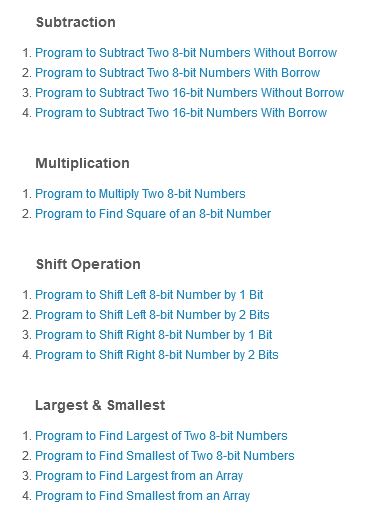 Subtraction
1. Program to Subtract Two 8-bit Numbers Without Borrow
2. Program to Subtract Two 8-bit Numbers With Borrow
3. Program to Subtract Two 16-bit Numbers Without Borrow
4. Program to Subtract Two 16-bit Numbers With Borrow
Multiplication
1. Program to Multiply Two 8-bit Numbers
2. Program to Find Square of an 8-bit Number
Shift Operation
1. Program to Shift Left 8-bit Number by 1 Bit
2. Program to Shift Left 8-bit Number by 2 Bits
3. Program to Shift Right 8-bit Number by 1 Bit
4. Program to Shift Right 8-bit Number by 2 Bits
Largest & Smallest
1. Program to Find Largest of Two 8-bit Numbers
2. Program to Find Smallest of Two 8-bit Numbers
3. Program to Find Largest from an Array
4. Program to Find Smallest from an Array